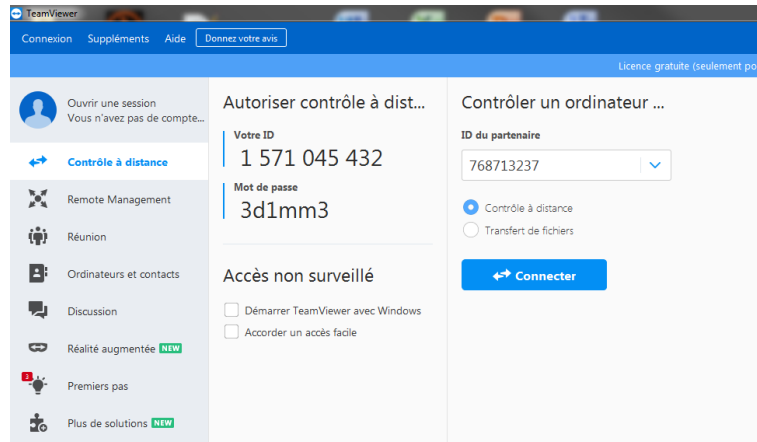 TeamViewer
Connexion Suppléments Aide Donnez votre avis
Licence gratuite (seulement po
Ouvrir une session
Vous n'avez pas de compte...
Contrôle à distance
Remote Management
Réunion
Ordinateurs et contacts
Discussion
Réalité augmentée NEW
3
Premiers pas
Plus de solutions NEW
Autoriser contrôle à dist...
Votre ID
1 571 045 432
Mot de passe
3d1mm3
Accès non surveillé
Démarrer TeamViewer avec Windows
Accorder un accès facile
Contrôler un ordinateur ...
ID du partenaire
768713237
Contrôle à distance
Transfert de fichiers
Connecter